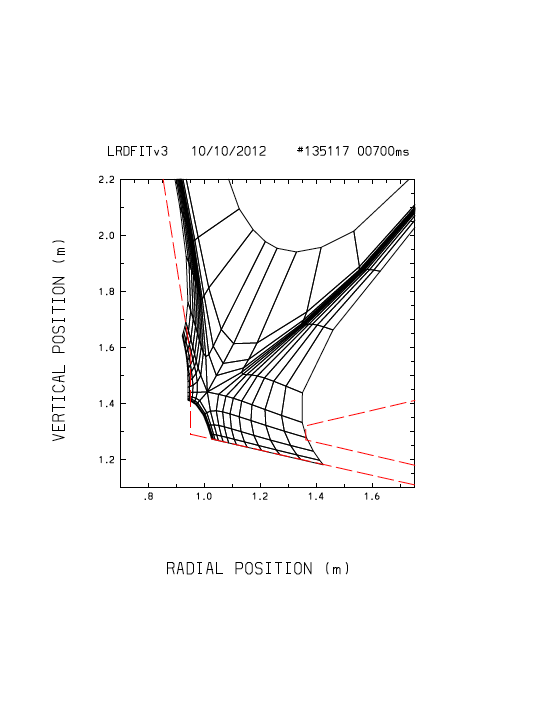 LRDFITv3 10/10/2012 #135117 00700ms
2.2
2.0
1.8
1.6
1.4
1.2
VERTICAL POSITION (m)
.8 1.0 1.2 1.4 1.6
RADIAL POSITION (m)